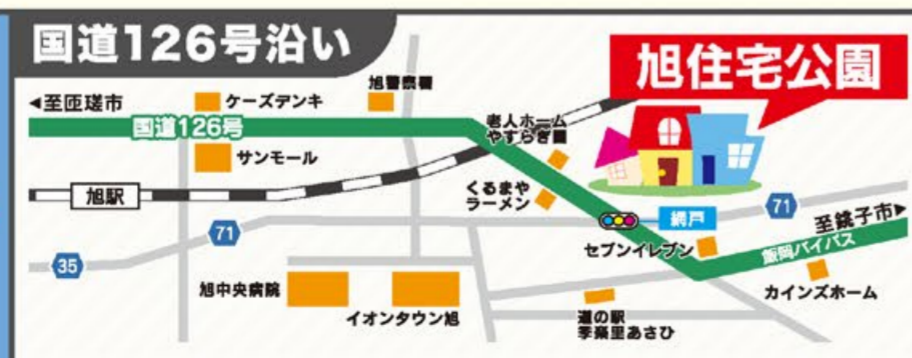 国道126号沿い
旭住宅公園
◀至匝瑳市
ケーズデンキ
旭警察署
国道126号
サンモール
老人ホーム
やすらぎ園
旭駅
くるまや
ラーメン
71
網戸
71
至銚子市▶
35
セブンイレブン
飯岡バイパス
旭中央病院
イオンタウン旭
道の駅
季楽里あさひ
カインズホーム